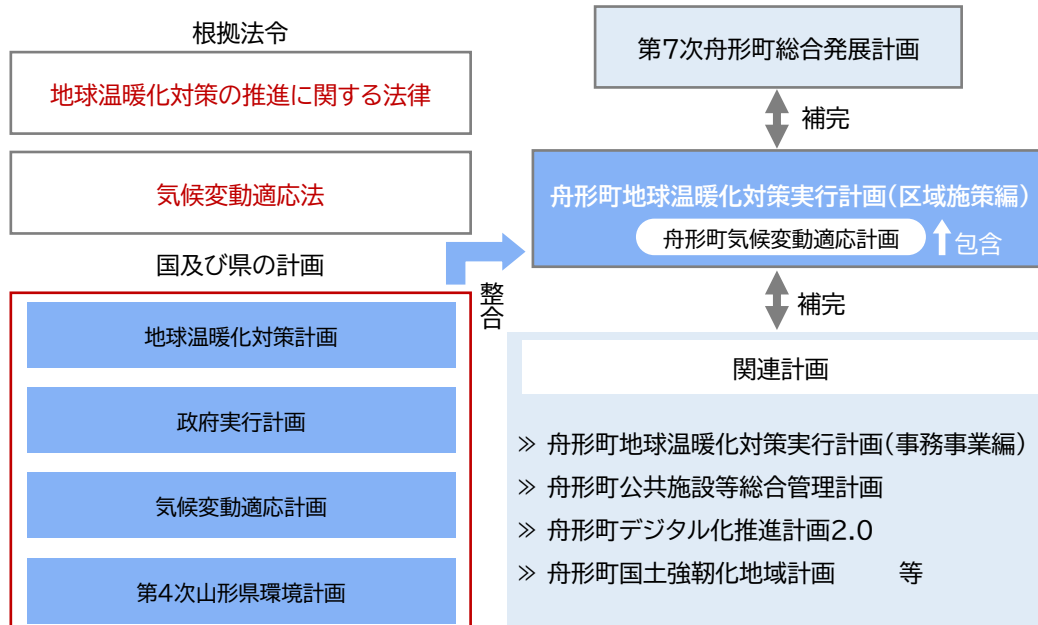 根拠法令
地球温暖化対策の推進に関する法律
気候変動適応法
国及び県の計画
地球温暖化対策計画
政府実行計画
気候変動適応計画
第4次山形県環境計画
整合
第7次舟形町総合発展計画
補完
舟形町地球温暖化対策実行計画(区域施策編)
舟形町気候変動適応計画
包含
補完
関連計画
≫ 舟形町地球温暖化対策実行計画(事務事業編)
≫ 舟形町公共施設等総合管理計画
≫ 舟形町デジタル化推進計画2.0
≫ 舟形町国土強靭化地域計画　　等